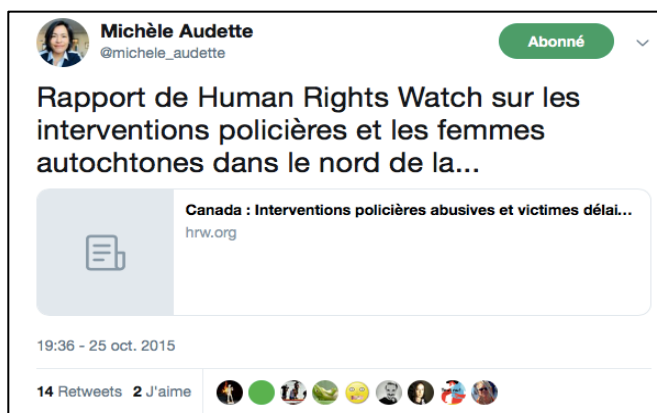 Michèle Audette
@michele_audette
Abonné
Rapport de Human Rights Watch sur les
interventions policières et les femmes
autochtones dans le nord de la...
Canada : Interventions policières abusives et victimes délai...
hrw.org
19:36 - 25 oct. 2015
14 Retweets 2 J'aime